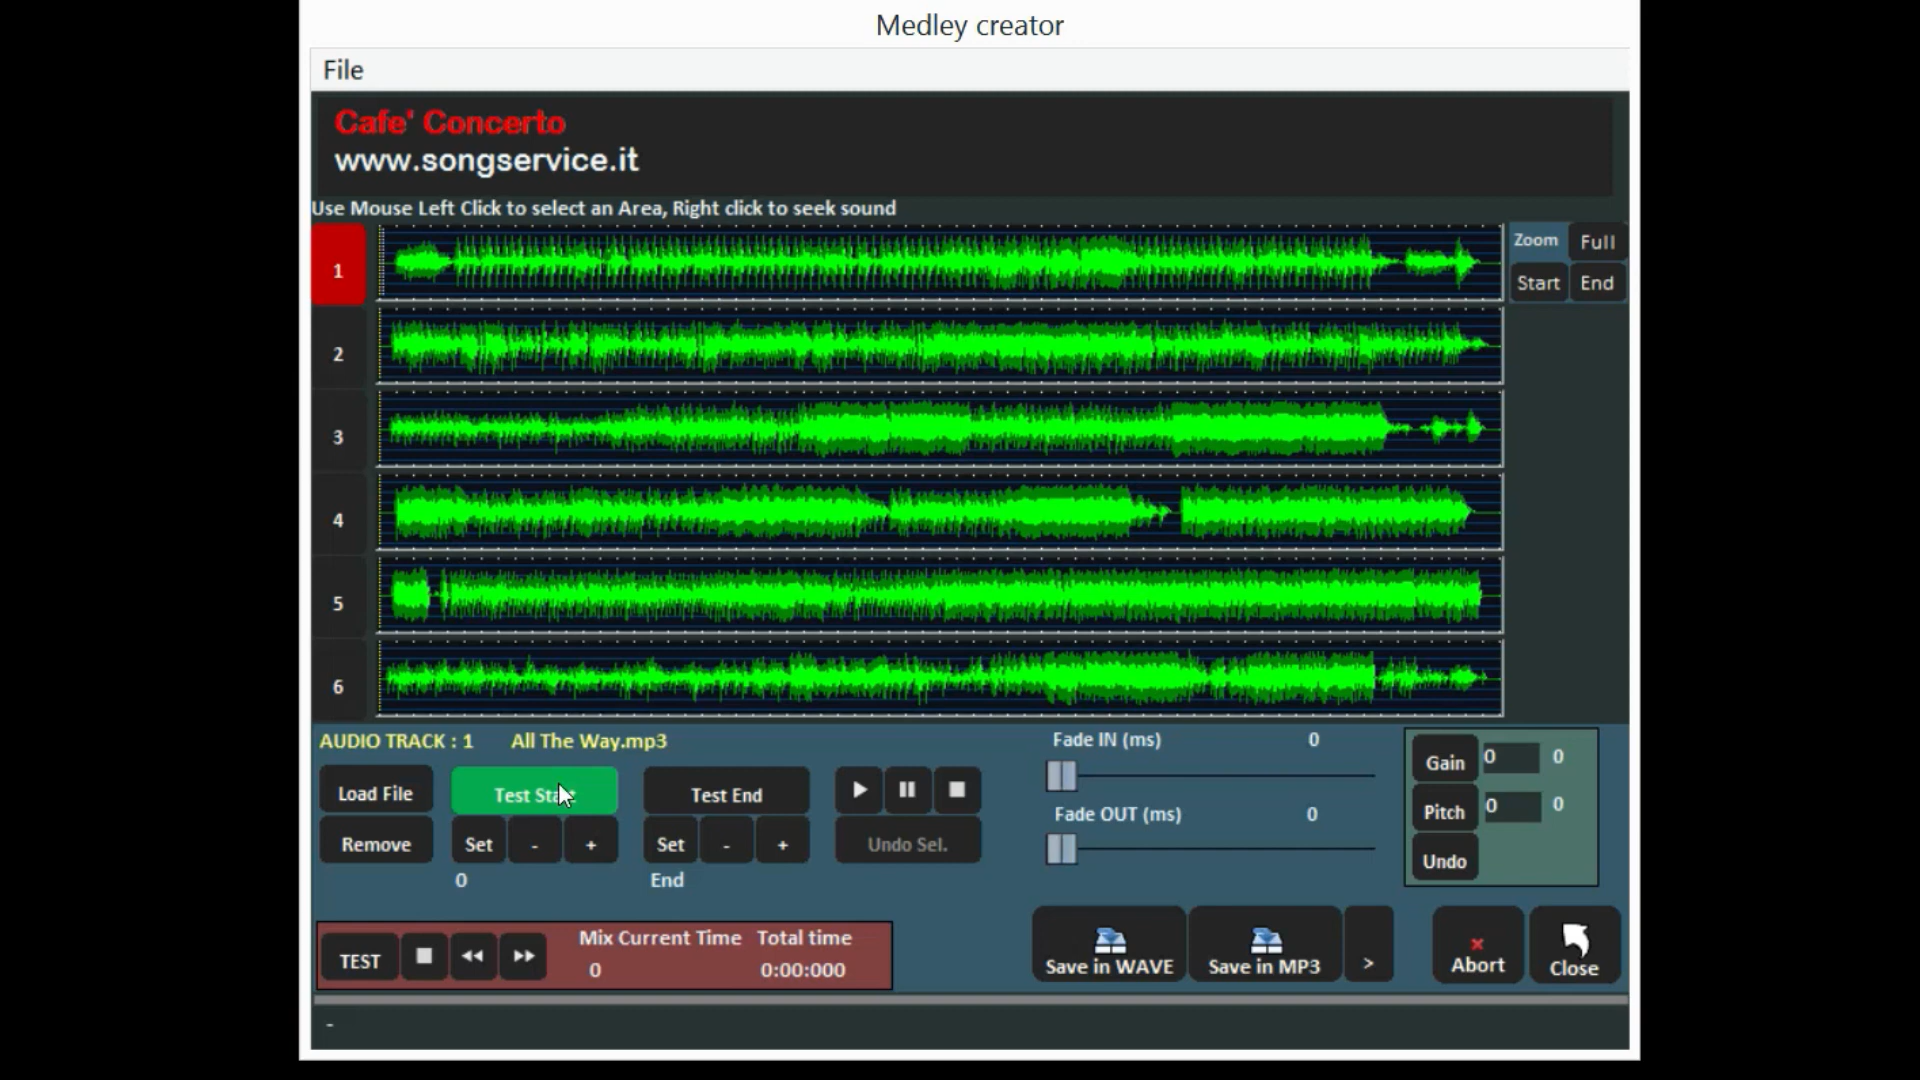 Medley creator
File
Cafe' Concerto
www.songservice.it
Use Mouse Left Click to select an Area, Right click to seek sound
1
Zoom Full
Start End
2
3
4
5
6
AUDIO TRACK : 1 All The Way.mp3
Fade IN (ms) 0
Gain 0 0
Load File Test Start Test End
Fade OUT (ms) 0
Pitch 0 0
Remove Set - + Set - + Undo Sel.
Undo
0 End
Mix Current Time Total time
TEST 0 0:00:000
Save in WAVE Save in MP3 > Abort Close
-